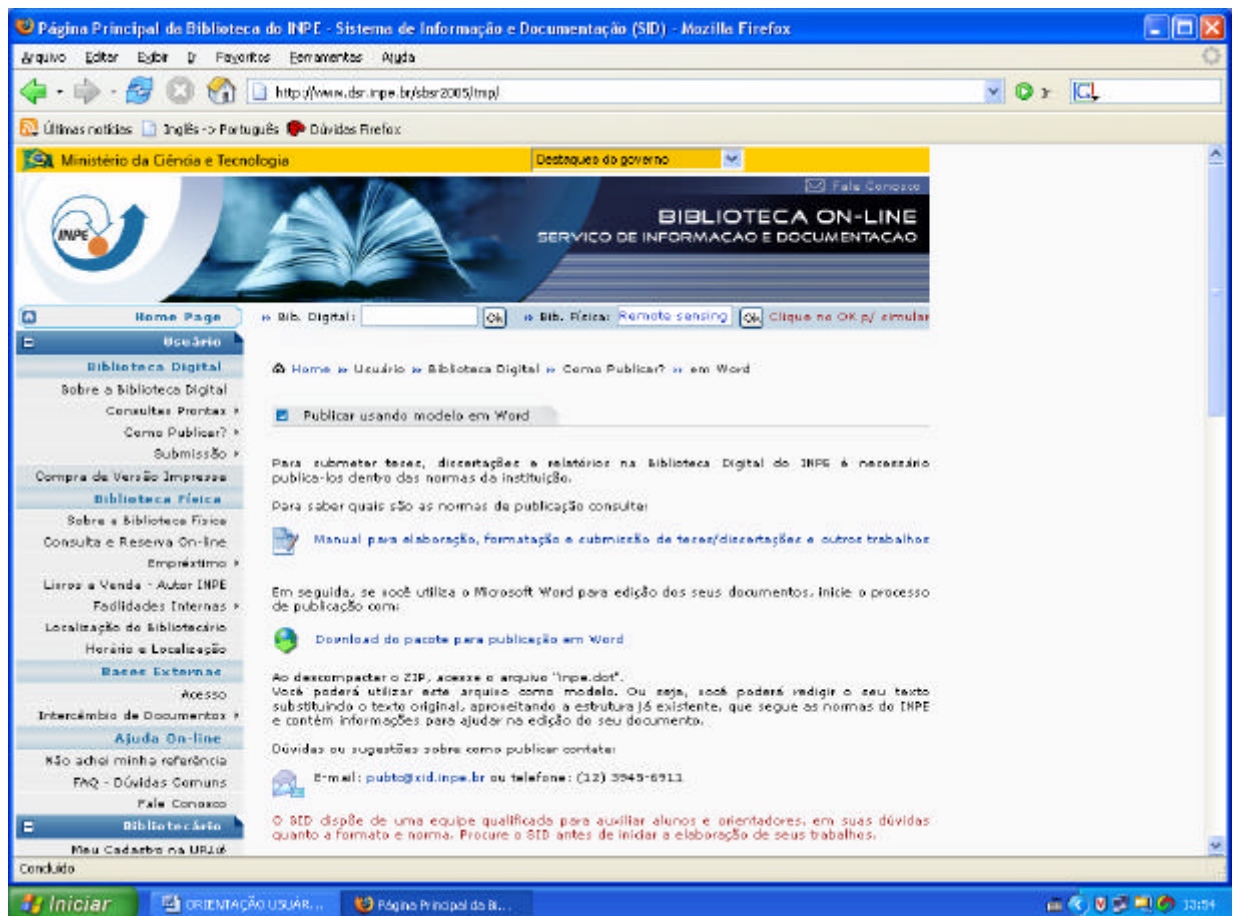 Página Principal da Biblioteca do INPE - Sistema de Informação e Documentação (SID) - Mozilla Firefox
Arquivo Editar Exibir Ir Favoritos Ferramentas Ajuda
http://www.dsr.inpe.br/sbsr2005/tmp/
Ir
Últimas notícias Inglês -> Português Dúvidas Firefox
Ministério da Ciência e Tecnologia
Destaques do governo
Fale Conosco
INPE
BIBLIOTECA ON-LINE
SERVICO DE INFORMACAO E DOCUMENTACAO
Home Page
» Bib. Digital: Ok » Bib. Física: Remote sensing Ok Clique no OK p/ simular
Usuário
Biblioteca Digital
Sobre a Biblioteca Digital
Consultas Prontas
Como Publicar?
Submissão
Compra de Versão Impressa
Biblioteca Física
Sobre a Biblioteca Física
Consulta e Reserva On-line
Empréstimo
Livros a Venda - Autor INPE
Facilidades Internas
Localização do Bibliotecário
Horário e Localização
Bases Externas
Acesso
Intercâmbio de Documentos
Ajuda On-line
Não achei minha referência
FAQ - Dúvidas Comuns
Fale Conosco
Bibliotecário
Meu Cadastro na URLib
Home » Usuário » Biblioteca Digital » Como Publicar? » em Word
Publicar usando modelo em Word
Para submeter teses, dissertações e relatórios na Biblioteca Digital do INPE é necessário
publica-los dentro das normas da instituição.
Para saber quais são as normas de publicação consulte:
Manual para elaboração, formatação e submissão de teses/dissertações e outros trabalhos
Em seguida, se você utiliza o Microsoft Word para edição dos seus documentos, inicie o processo
de publicação com:
Download do pacote para publicação em Word
Ao descompactar o ZIP, acesse o arquivo "inpe.dot".
Você poderá utilizar este arquivo como modelo. Ou seja, você poderá redigir o seu texto
substituindo o texto original, aproveitando a estrutura já existente, que segue as normas do INPE
e contém informações para ajudar na edição do seu documento.
Dúvidas ou sugestões sobre como publicar contate:
E-mail: pubtc@sid.inpe.br ou telefone: (12) 3945-6911
O SID dispõe de uma equipe qualificada para auxiliar alunos e orientadores, em suas dúvidas
quanto a formato e norma. Procure o SID antes de iniciar a elaboração de seus trabalhos.
Concluído
Iniciar ORIENTAÇÃO USUÁR... Página Principal da Bi... 13:54